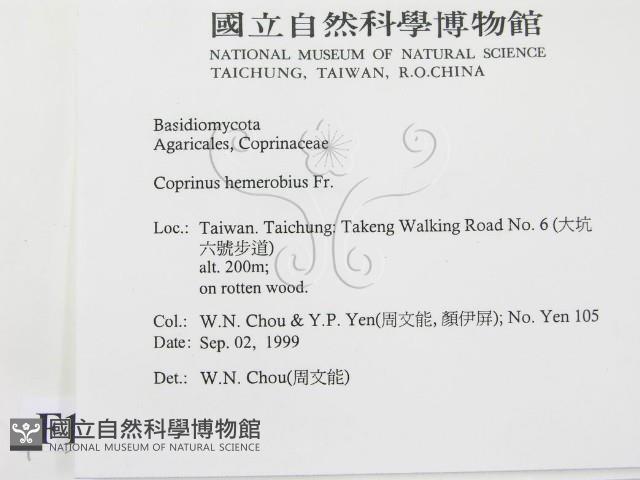 國立自然科學博物館
NATIONAL MUSEUM OF NATURAL SCIENCE
TAICHUNG, TAIWAN, R.O.CHINA
Basidiomycota
Agaricales, Coprinaceae
Coprinus hemerobius Fr.
Loc.: Taiwan. Taichung: Takeng Walking Road No. 6 (大坑
六號步道)
alt. 200m;
on rotten wood.
Col.: W.N. Chou & Y.P. Yen(周文能, 顏伊屏); No. Yen 105
Date: Sep. 02, 1999
Det.: W.N. Chou(周文能)
國立自然科學博物館
NATIONAL MUSEUM OF NATURAL SCIENCE